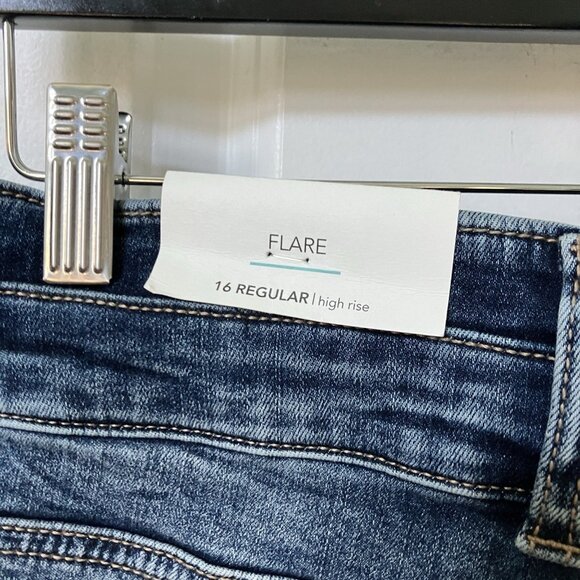 FLARE
16 REGULAR | high rise